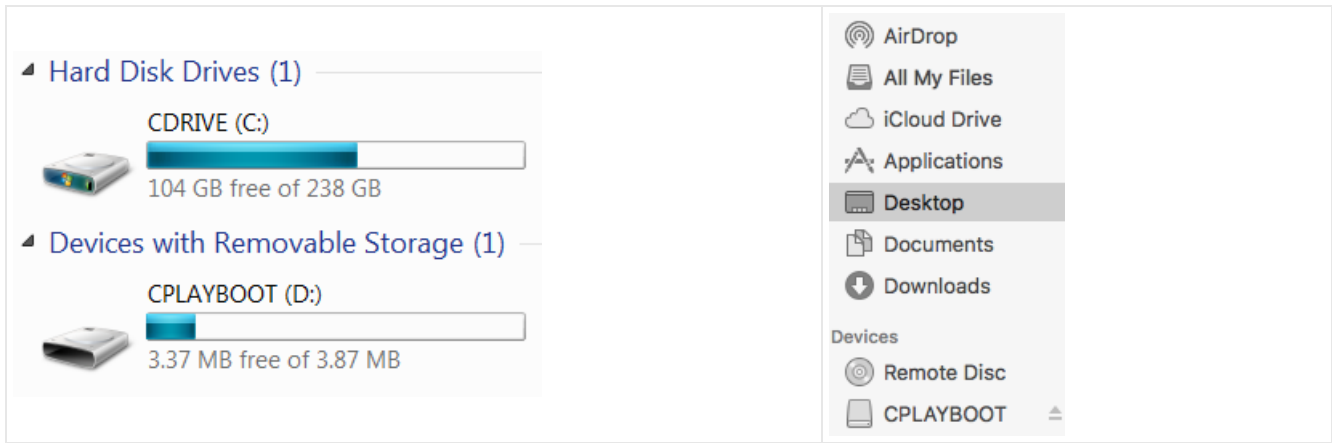 Hard Disk Drives (1)
CDRIVE (C:)
104 GB free of 238 GB
Devices with Removable Storage (1)
CPLAYBOOT (D:)
3.37 MB free of 3.87 MB
AirDrop
All My Files
iCloud Drive
Applications
Desktop
Documents
Downloads
Devices
Remote Disc
CPLAYBOOT